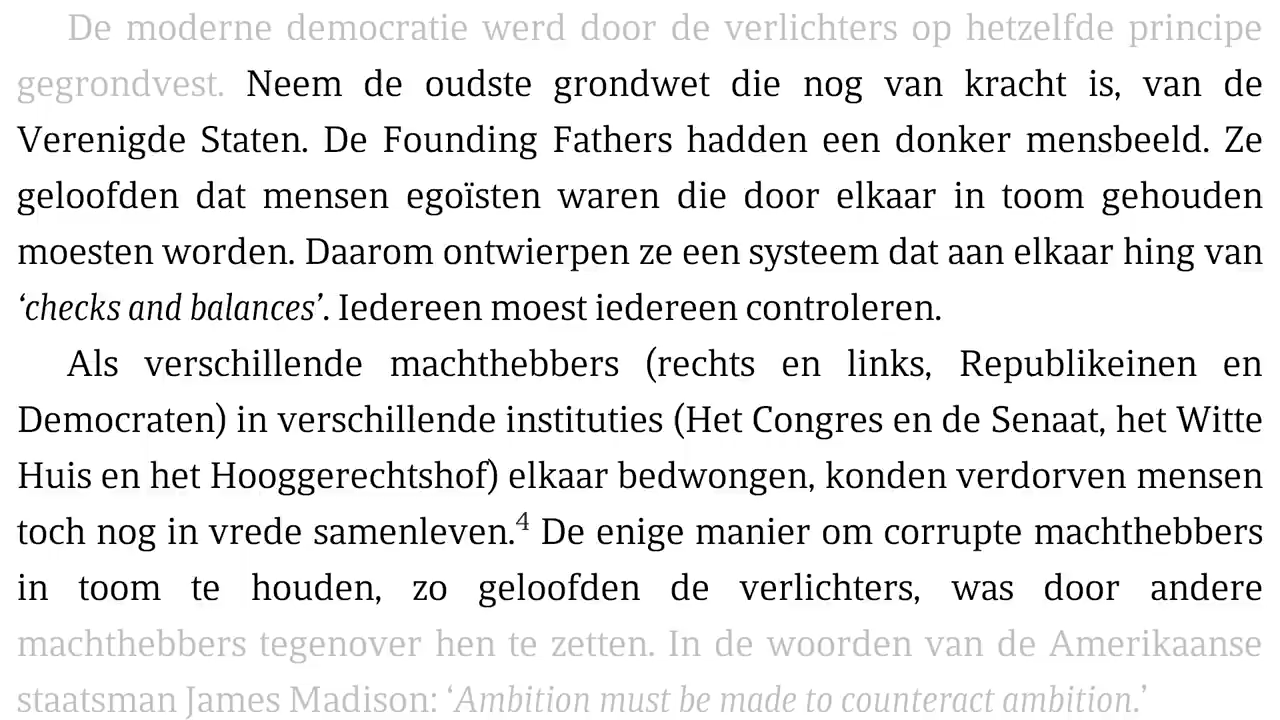 De moderne democratie werd door de verlichters op hetzelfde principe
gegrondvest. Neem de oudste grondwet die nog van kracht is, van de
Verenigde Staten. De Founding Fathers hadden een donker mensbeeld. Ze
geloofden dat mensen egoïsten waren die door elkaar in toom gehouden
moesten worden. Daarom ontwierpen ze een systeem dat aan elkaar hing van
‘checks and balances’. Iedereen moest iedereen controleren.
Als verschillende machthebbers (rechts en links, Republikeinen en
Democraten) in verschillende instituties (Het Congres en de Senaat, het Witte
Huis en het Hooggerechtshof) elkaar bedwongen, konden verdorven mensen
toch nog in vrede samenleven.⁴ De enige manier om corrupte machthebbers
in toom te houden, zo geloofden de verlichters, was door andere
machthebbers tegenover hen te zetten. In de woorden van de Amerikaanse
staatsman James Madison: ‘Ambition must be made to counteract ambition.’